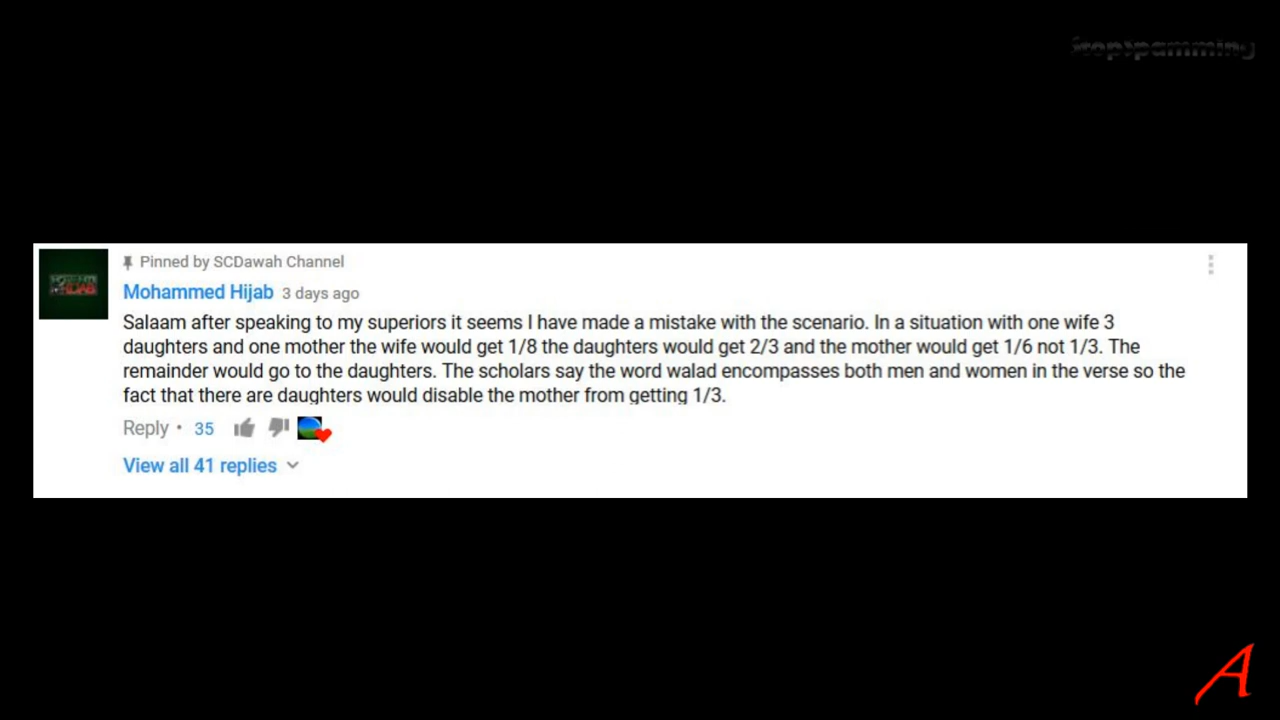 Pinned by SCDawah Channel
Mohammed Hijab 3 days ago
Salaam after speaking to my superiors it seems I have made a mistake with the scenario. In a situation with one wife 3
daughters and one mother the wife would get 1/8 the daughters would get 2/3 and the mother would get 1/6 not 1/3. The
remainder would go to the daughters. The scholars say the word walad encompasses both men and women in the verse so the
fact that there are daughters would disable the mother from getting 1/3.
Reply • 35
View all 41 replies
A